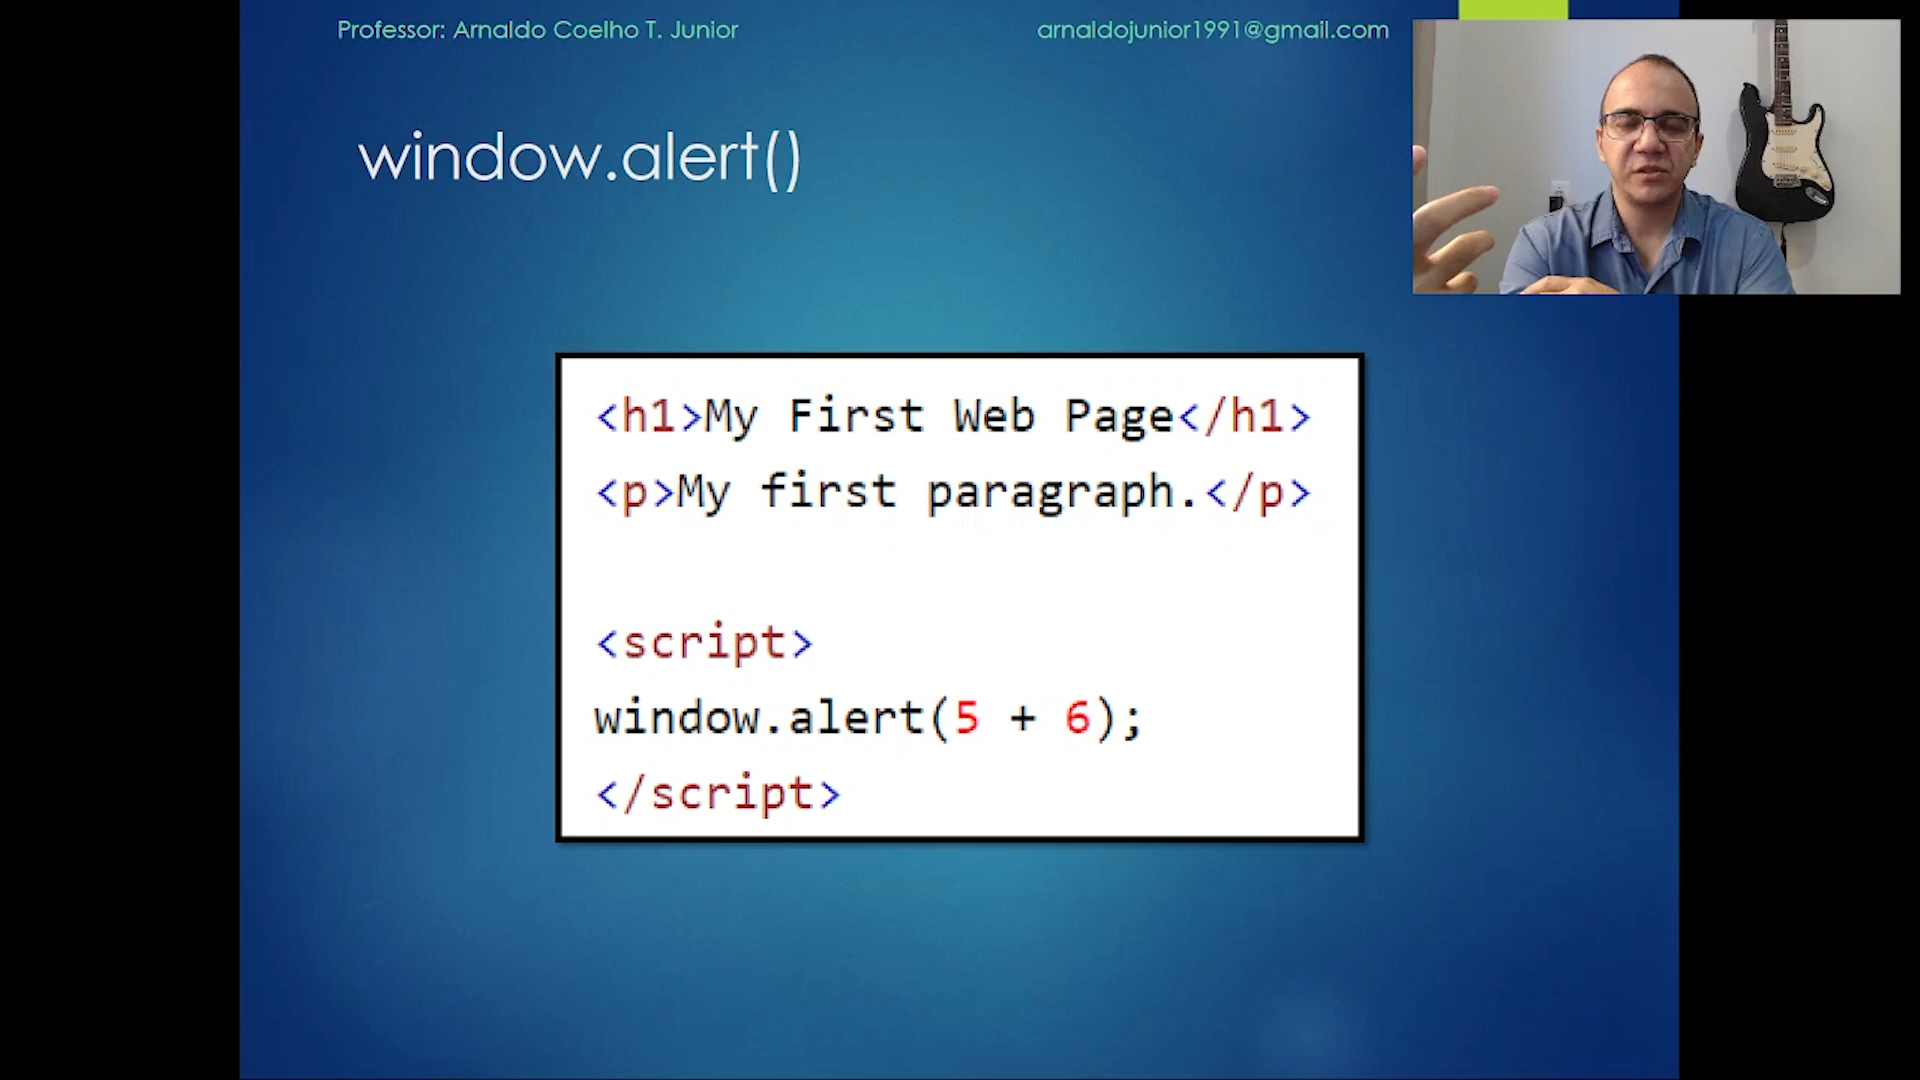 Professor: Arnaldo Coelho T. Junior
arnaldojunior1991@gmail.com
window.alert()
<h1>My First Web Page</h1>
<p>My first paragraph.</p>
<script>
window.alert(5 + 6);
</script>